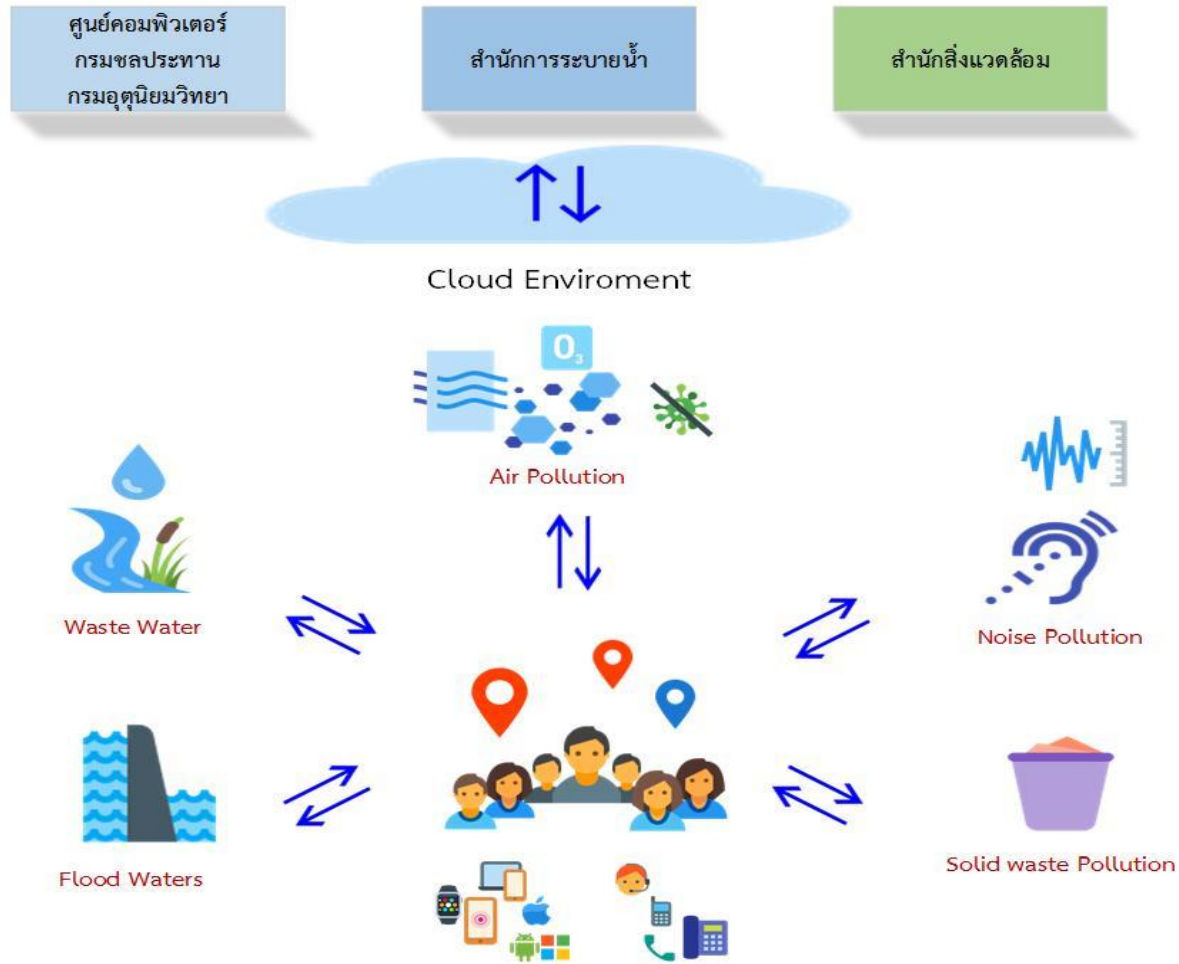 ศูนย์คอมพิวเตอร์
กรมชลประทาน
กรมอุตุนิยมวิทยา
สำนักการระบายน้ำ
สำนักสิ่งแวดล้อม
Cloud Enviroment
O3
Air Pollution
Waste Water
Noise Pollution
Flood Waters
Solid waste Pollution